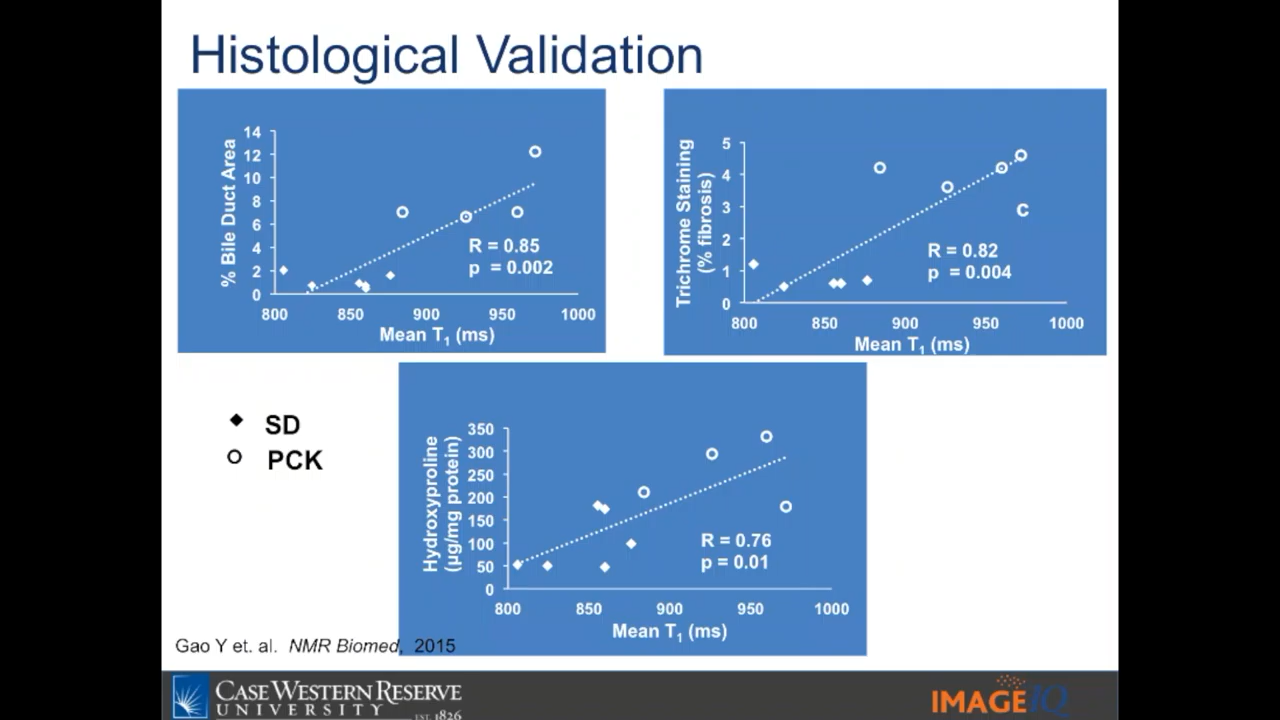 Histological Validation
% Bile Duct Area
14
12
10
8
6
4
2
0
800 850 900 950 1000
Mean T1 (ms)
R = 0.85
p = 0.002
Trichrome Staining
(% fibrosis)
5
4
3
2
1
0
800 850 900 950 1000
Mean T1 (ms)
C
R = 0.82
p = 0.004
SD
PCK
Hydroxyproline
(µg/mg protein)
350
300
250
200
150
100
50
0
800 850 900 950 1000
Mean T1 (ms)
R = 0.76
p = 0.01
Gao Y et. al. NMR Biomed, 2015
CASE WESTERN RESERVE
UNIVERSITY
EST. 1826
IMAGEIQ